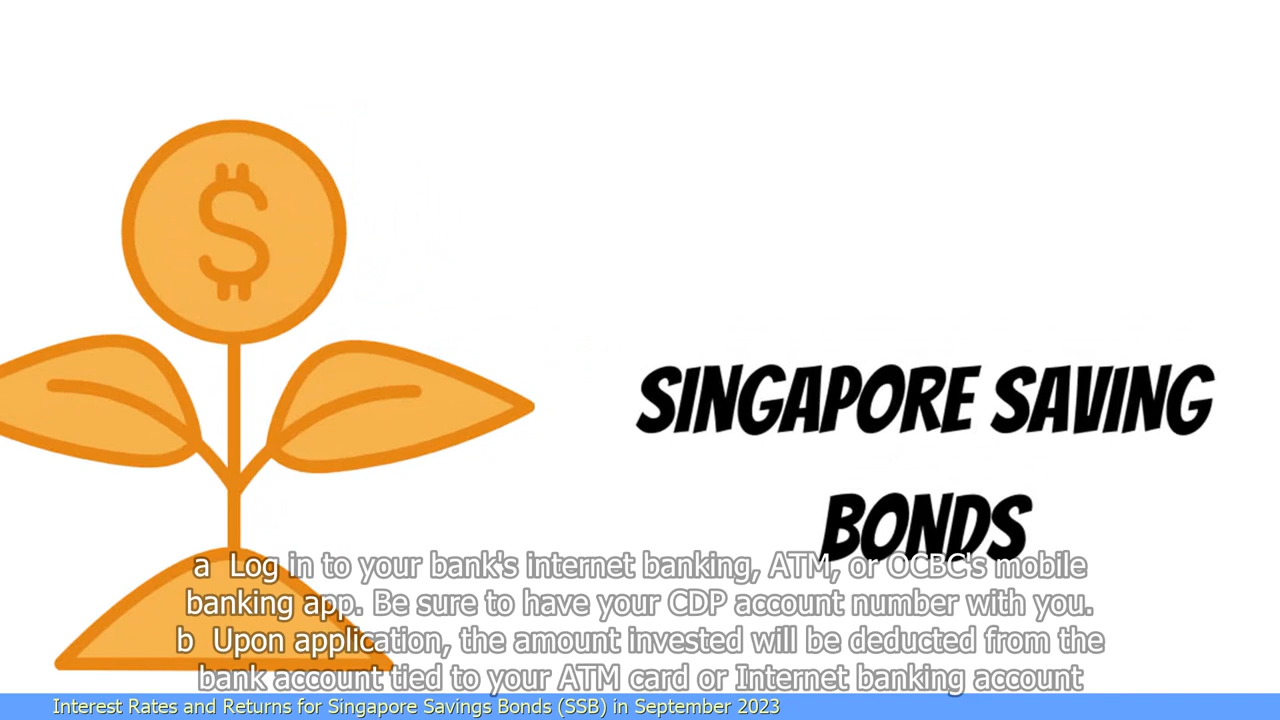 $
SINGAPORE SAVING
BONDS
a  Log in to your bank's internet banking, ATM, or OCBC's mobile
banking app. Be sure to have your CDP account number with you.
b  Upon application, the amount invested will be deducted from the
bank account tied to your ATM card or Internet banking account
Interest Rates and Returns for Singapore Savings Bonds (SSB) in September 2023